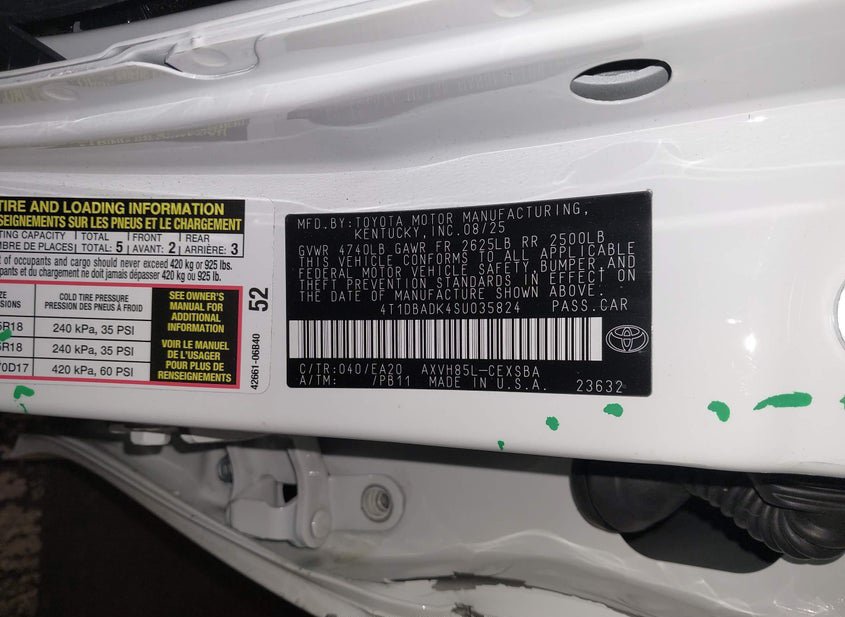 TIRE AND LOADING INFORMATION
SEIGNEMENTS SUR LES PNEUS ET LE CHARGEMENT
ATING CAPACITY TOTAL FRONT REAR
MBRE DE PLACES TOTAL: 5 AVANT: 2 ARRIÈRE: 3
t of occupants and cargo should never exceed 420 kg or 925 lbs.
pants et du chargement ne doit jamais dépasser 420 kg ou 925 lb.
ZE COLD TIRE PRESSURE
NSIONS PRESSION DES PNEUS À FROID
5R18 240 kPa, 35 PSI
5R18 240 kPa, 35 PSI
70D17 420 kPa, 60 PSI
SEE OWNER'S
MANUAL FOR
ADDITIONAL
INFORMATION
VOIR LE MANUEL
DE L'USAGER
POUR PLUS DE
RENSEIGNEMENTS
42661-06B40
52
MFD.BY:TOYOTA MOTOR MANUFACTURING,
KENTUCKY,INC.08/25
GVWR 4740LB GAWR FR 2625LB RR 2500LB
THIS VEHICLE CONFORMS TO ALL APPLICABLE
FEDERAL MOTOR VEHICLE SAFETY,BUMPER,AND
THEFT PREVENTION STANDARDS IN EFFECT ON
THE DATE OF MANUFACTURE SHOWN ABOVE.
4T1DBADK4SU035824 PASS.CAR
C/TR:040/EA20 AXVH85L-CEXSBA
A/TM: /PB11 MADE IN U.S.A. 23632